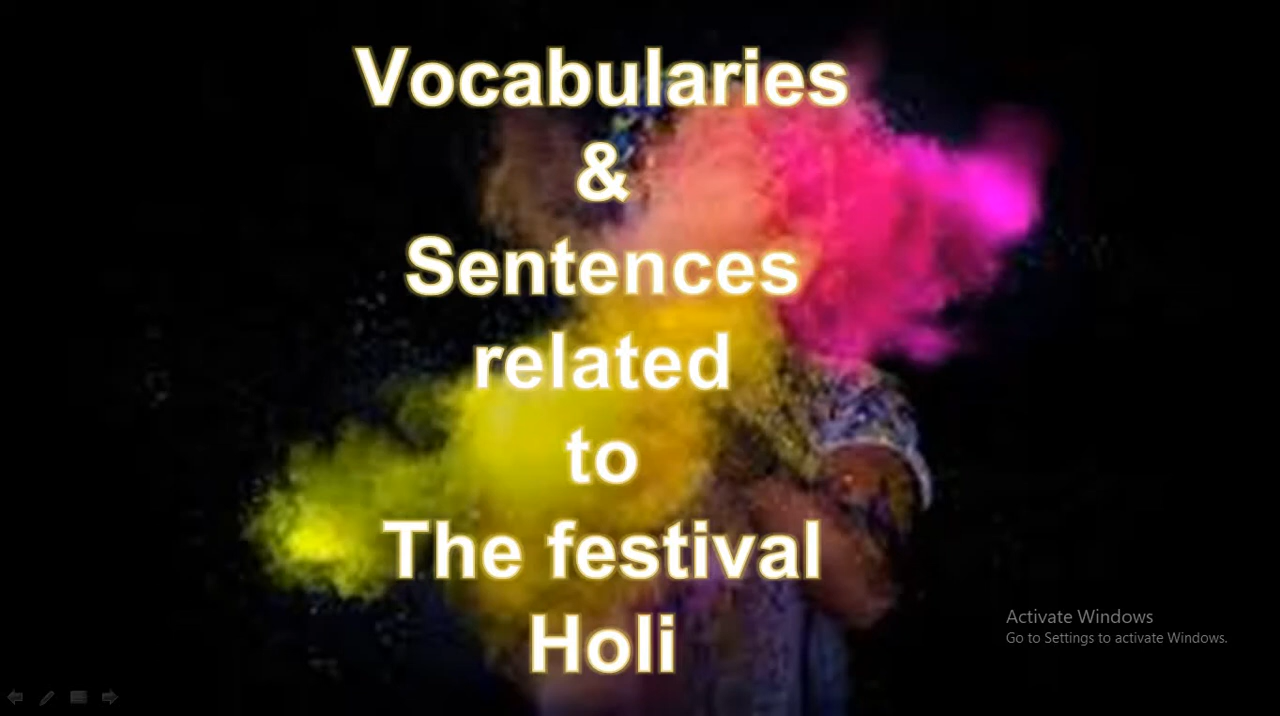 Vocabularies
&
Sentences
related
to
The festival
Holi
Activate Windows
Go to Settings to activate Windows.